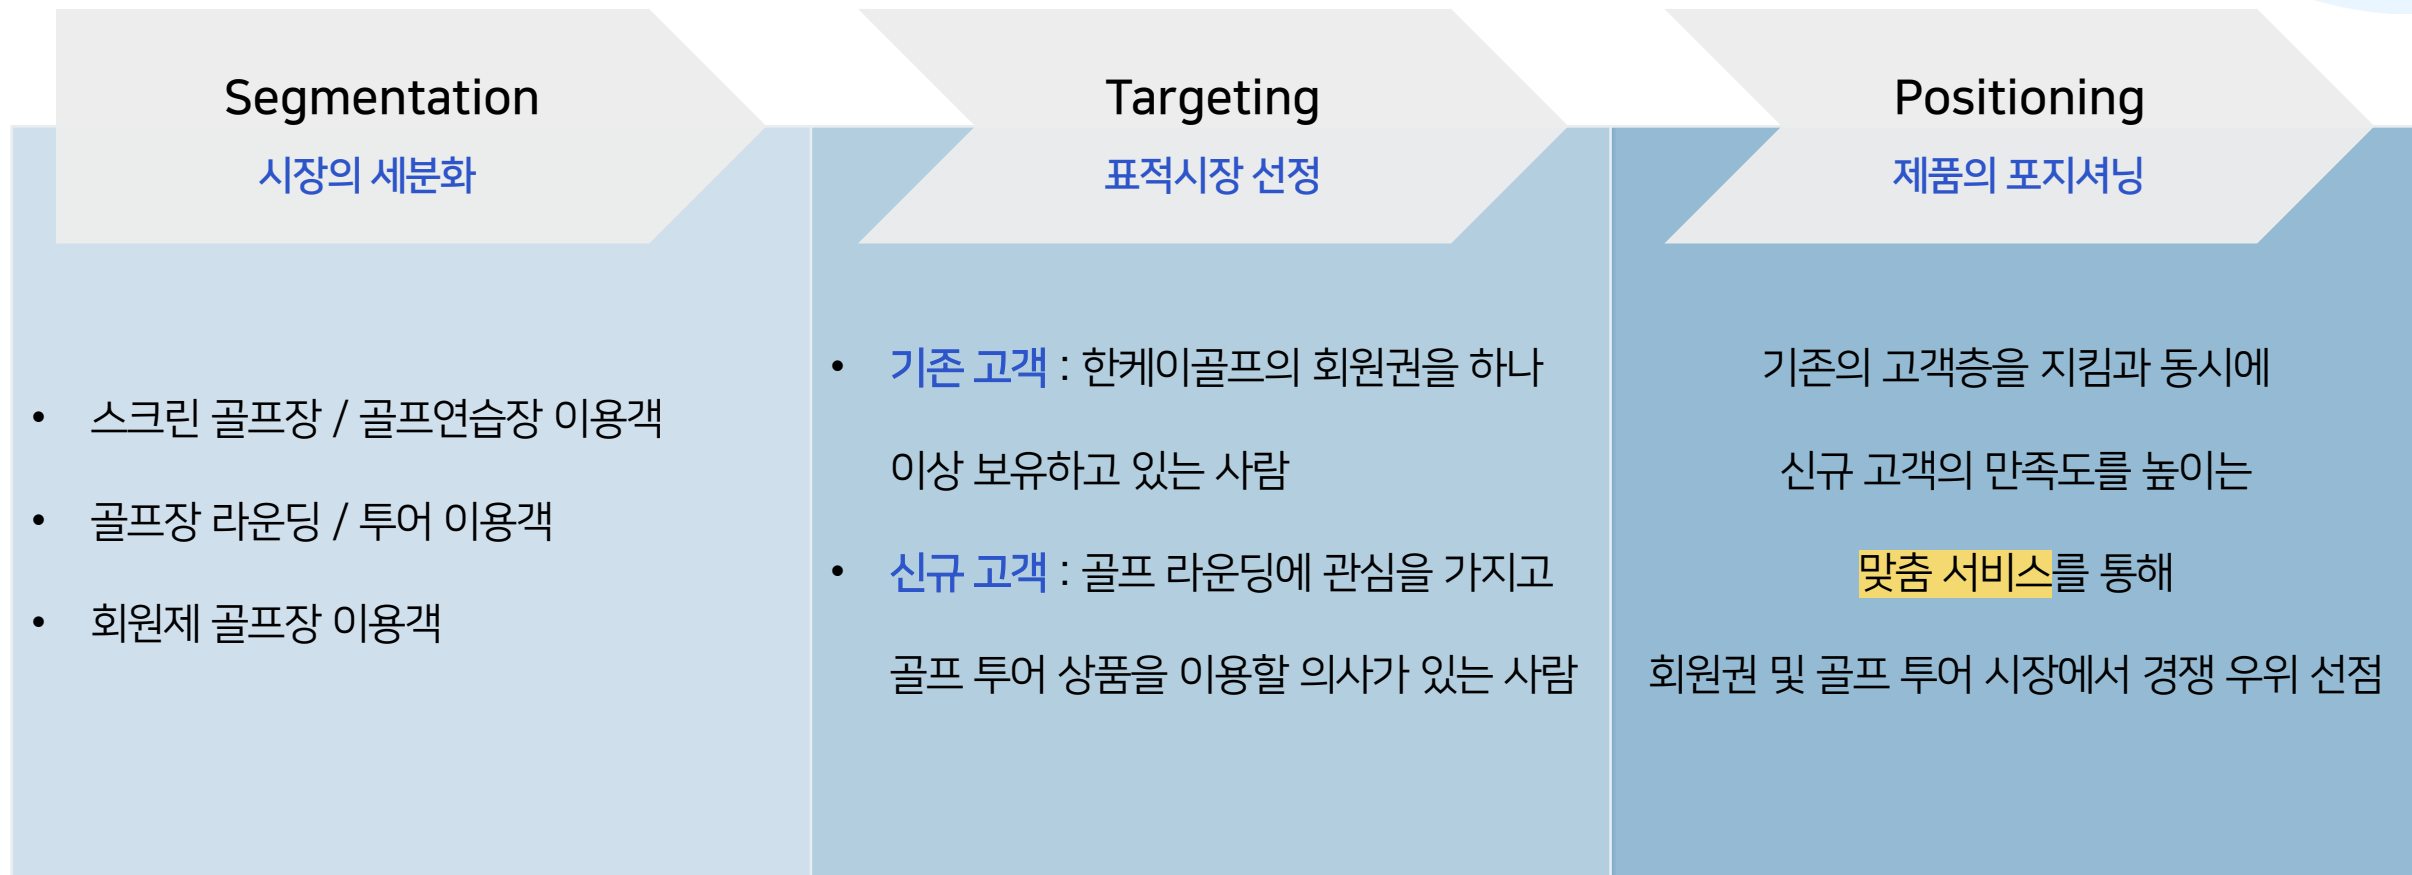 Segmentation
시장의 세분화
• 스크린 골프장 / 골프연습장 이용객
• 골프장 라운딩 / 투어 이용객
• 회원제 골프장 이용객
Targeting
표적시장 선정
• 기존 고객 : 한케이골프의 회원권을 하나
이상 보유하고 있는 사람
• 신규 고객 : 골프 라운딩에 관심을 가지고
골프 투어 상품을 이용할 의사가 있는 사람
Positioning
제품의 포지셔닝
기존의 고객층을 지킴과 동시에
신규 고객의 만족도를 높이는
맞춤 서비스를 통해
회원권 및 골프 투어 시장에서 경쟁 우위 선점